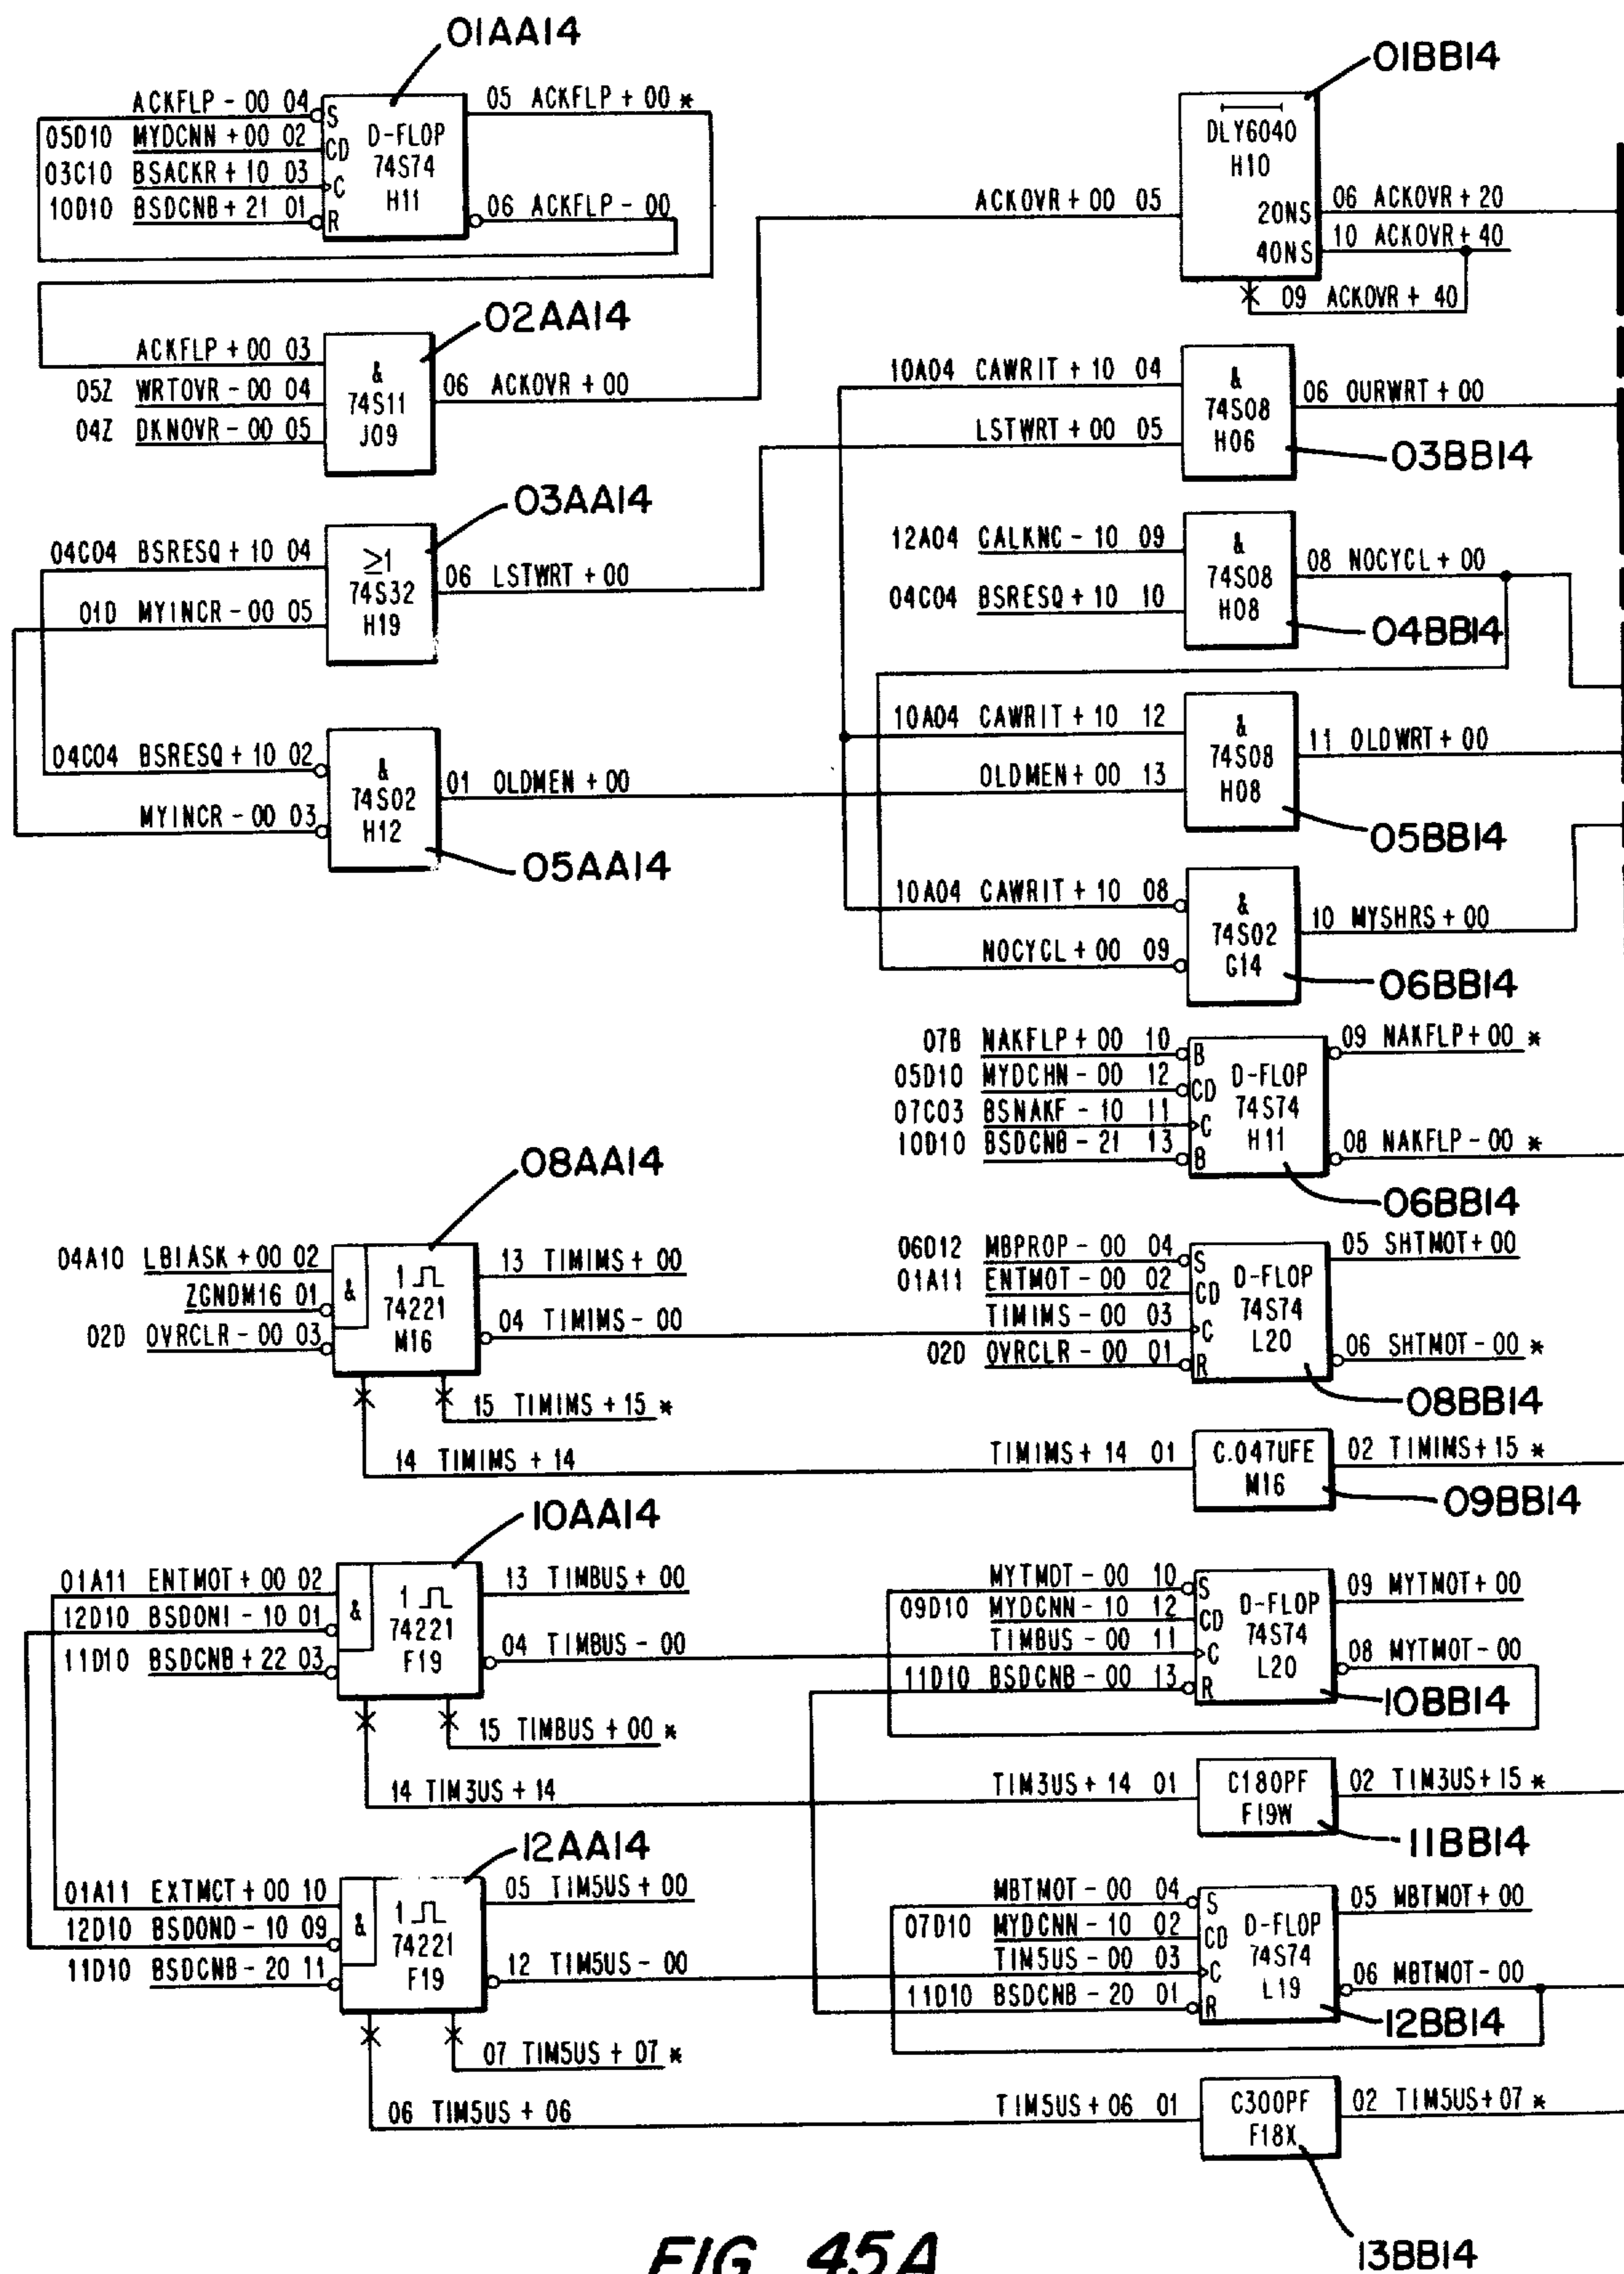 01AA14
ACKFLP - 00 04
05D10 MYDCNN + 00 02
03C10 BSACKR + 10 03
10D10 BSDCNB + 21 01
S
CD
C
R
D-FLOP
74S74
H11
05 ACKFLP + 00 *
06 ACKFLP - 00
02AA14
ACKFLP + 00 03
05Z WRTOVR - 00 04
04Z DKNOVR - 00 05
&
74S11
J09
06 ACKOVR + 00
03AA14
04C04 BSRESQ + 10 04
01D MYINCR - 00 05
≥1
74S32
H19
06 LSTWRT + 00
04C04 BSRESQ + 10 02
MYINCR - 00 03
&
74S02
H12
01 OLDMEN + 00
05AA14
08AA14
04A10 LBIASK + 00 02
ZGNDM16 01
02D OVRCLR - 00 03
&
1
74221
M16
13 TIMIMS + 00
04 TIMIMS - 00
15 TIMIMS + 15 *
14 TIMIMS + 14
10AA14
01A11 ENTMOT + 00 02
12D10 BSDONI - 10 01
11D10 BSDCNB + 22 03
&
1
74221
F19
13 TIMBUS + 00
04 TIMBUS - 00
15 TIMBUS + 00 *
14 TIM3US + 14
12AA14
01A11 EXTMCT + 00 10
12D10 BSDOND - 10 09
11D10 BSDCNB - 20 11
&
1
74221
F19
05 TIM5US + 00
12 TIM5US - 00
07 TIM5US + 07 *
06 TIM5US + 06
01BB14
ACKOVR + 00 05
DLY6040
H10
20NS
40NS
06 ACKOVR + 20
10 ACKOVR + 40
09 ACKOVR + 40
10A04 CAWRIT + 10 04
LSTWRT + 00 05
&
74S08
H06
06 OURWRT + 00
03BB14
12A04 CALKNC - 10 09
04C04 BSRESQ + 10 10
&
74S08
H08
08 NOCYCL + 00
04BB14
10A04 CAWRIT + 10 12
OLDMEN + 00 13
&
74S08
H08
11 OLDWRT + 00
05BB14
10A04 CAWRIT + 10 08
NOCYCL + 00 09
&
74S02
G14
10 MYSHRS + 00
06BB14
07B NAKFLP + 00 10
05D10 MYDCHN - 00 12
07C03 BSNAKF - 10 11
10D10 BSDCNB - 21 13
B
CD
C
B
D-FLOP
74S74
H11
09 NAKFLP + 00 *
08 NAKFLP - 00 *
06BB14
06D12 MBPROP - 00 04
01A11 ENTMOT - 00 02
TIMIMS - 00 03
02D OVRCLR - 00 01
S
CD
C
R
D-FLOP
74S74
L20
05 SHTMOT + 00
06 SHTMOT - 00 *
08BB14
TIMIMS + 14 01
C.047UFE
M16
02 TIMIMS + 15 *
09BB14
MYTMOT - 00 10
09D10 MYDCNN - 10 12
TIMBUS - 00 11
11D10 BSDCNB - 00 13
S
CD
C
R
D-FLOP
74S74
L20
09 MYTMOT + 00
08 MYTMOT - 00
10BB14
TIM3US + 14 01
C180PF
F19W
02 TIM3US + 15 *
11BB14
MBTMOT - 00 04
07D10 MYDCNN - 10 02
TIM5US - 00 03
11D10 BSDCNB - 20 01
S
CD
C
R
D-FLOP
74S74
L19
05 MBTMOT + 00
06 MBTMOT - 00
12BB14
TIM5US + 06 01
C300PF
F18X
02 TIM5US + 07 *
13BB14
FIG. 45A